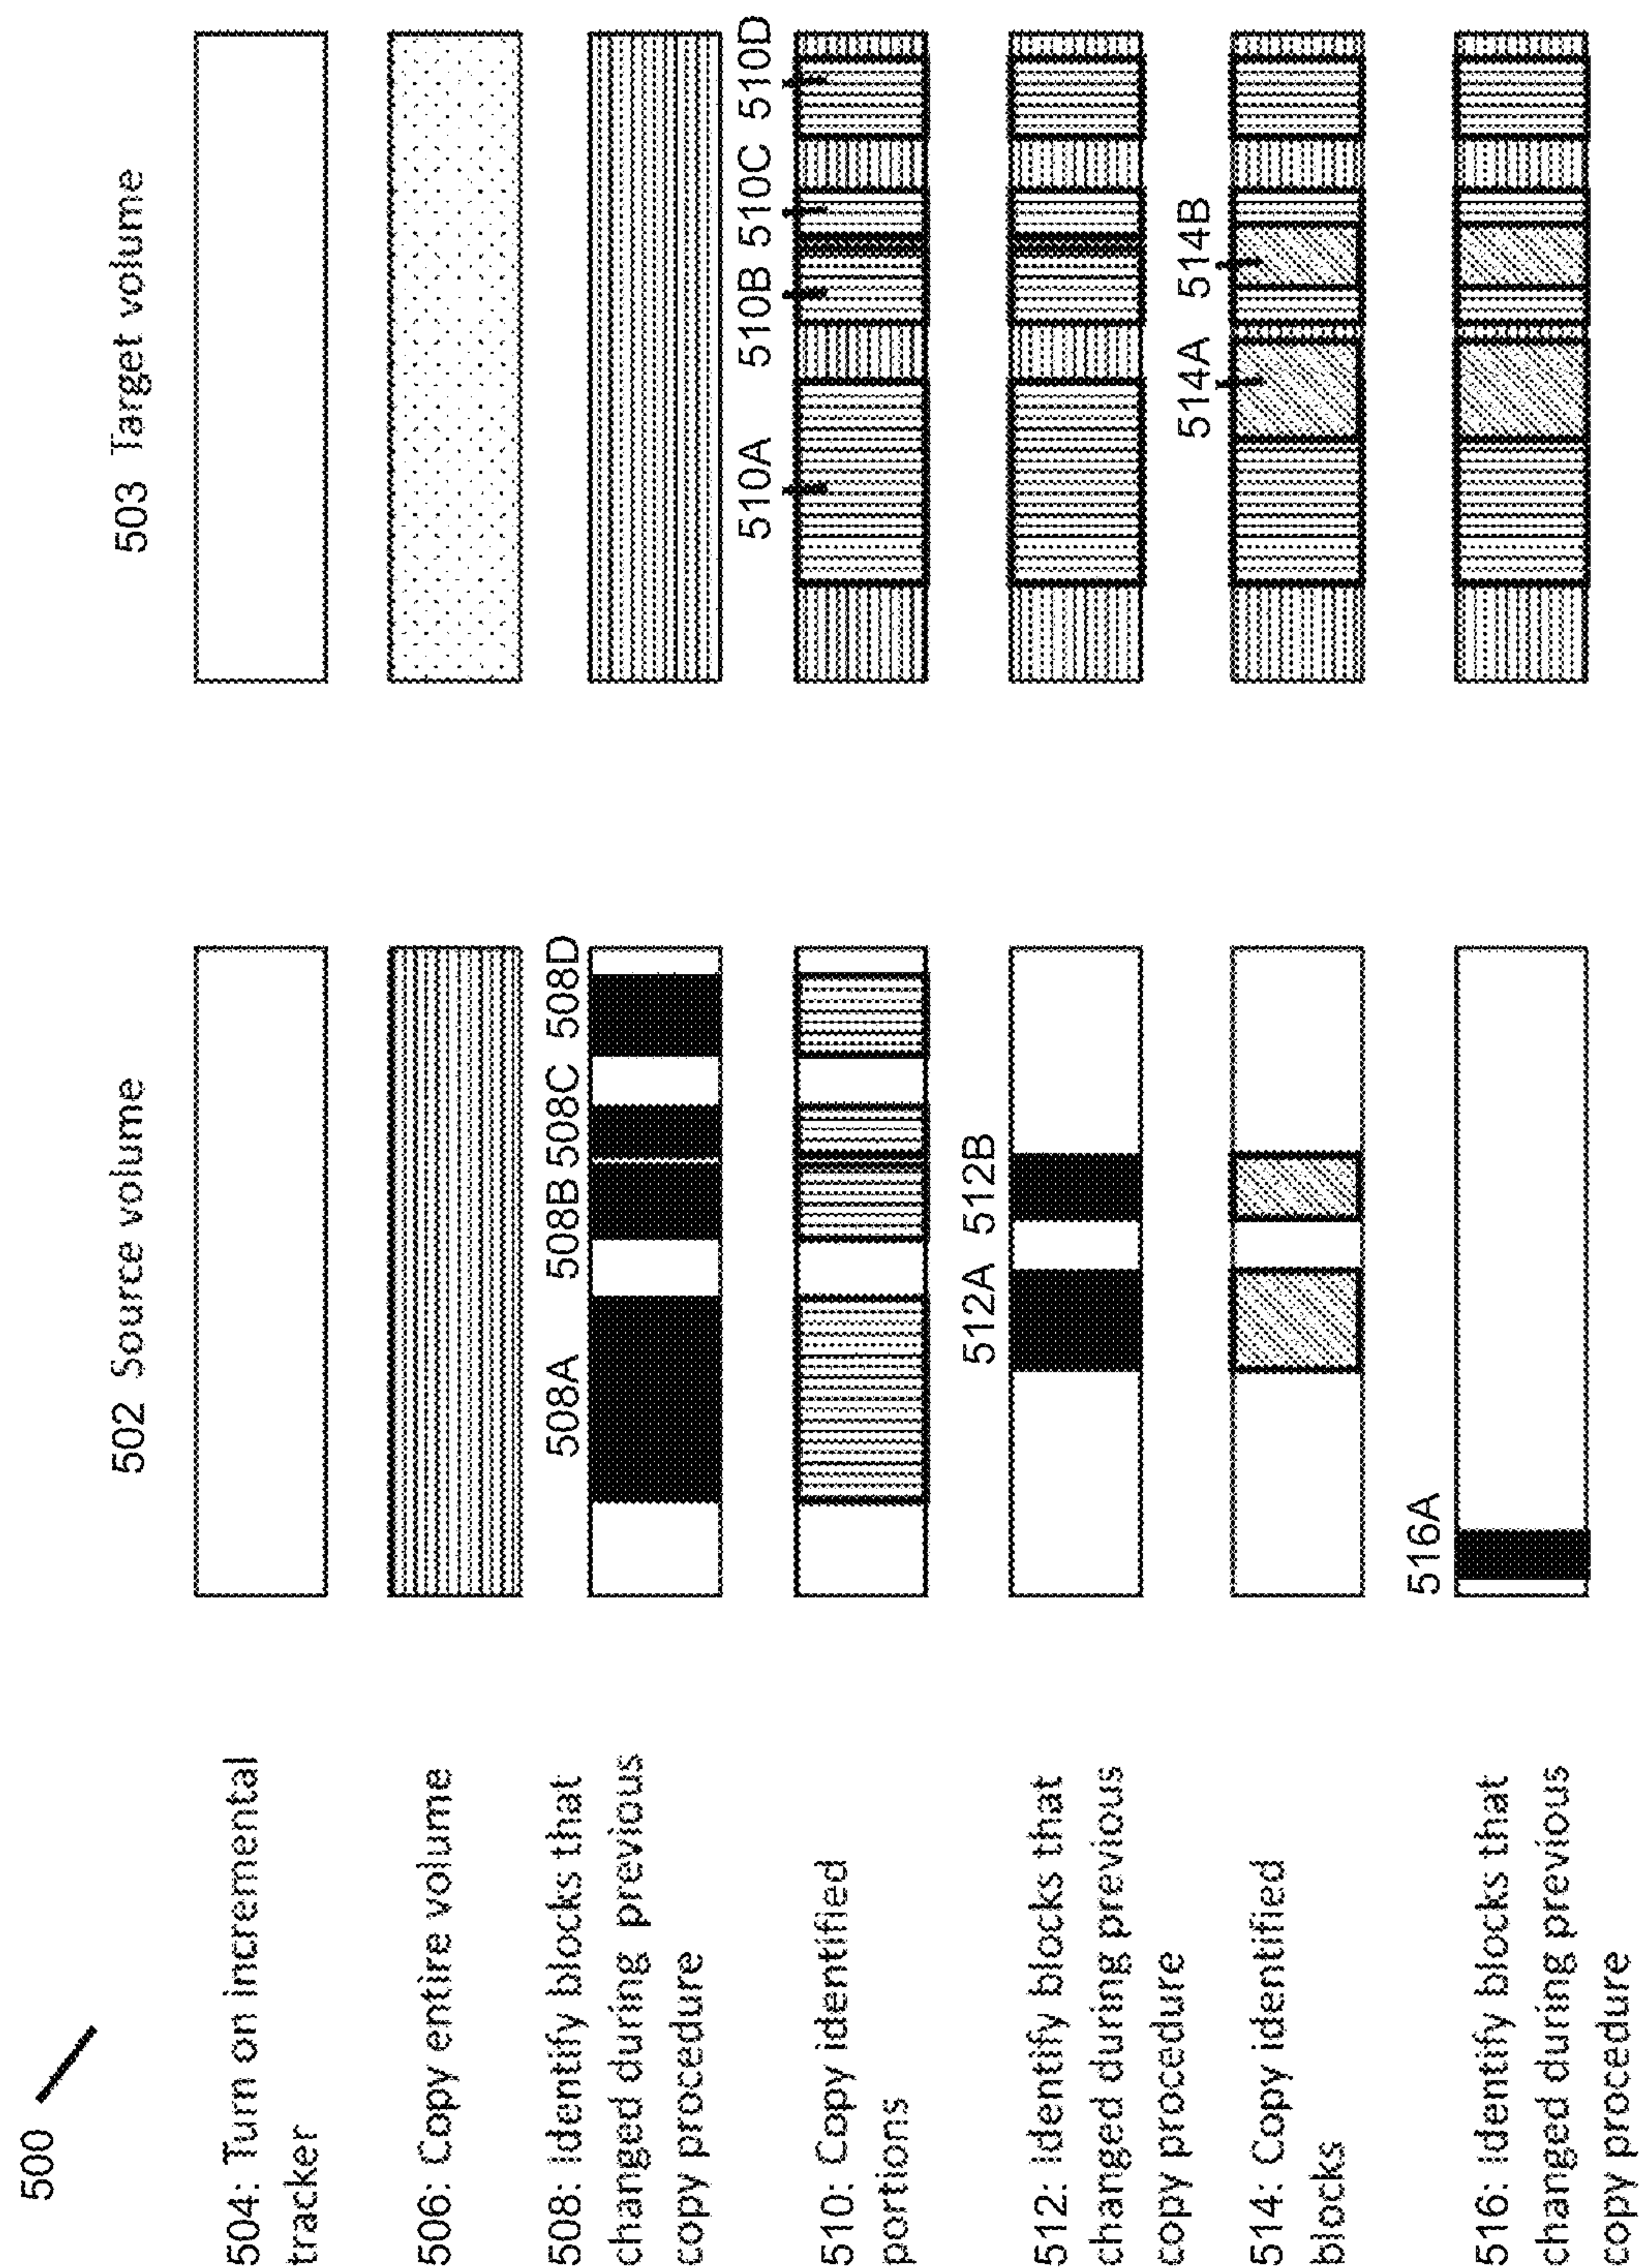 500
502 Source volume
503 Target volume
504: Turn on incremental
tracker
506: Copy entire volume
508A 508B 508C 508D
508: Identify blocks that
changed during previous
copy procedure
510A 510B 510C 510D
510: Copy identified
portions
512A 512B
512: Identify blocks that
changed during previous
copy procedure
514A 514B
514: Copy identified
blocks
516A
516: Identify blocks that
changed during previous
copy procedure